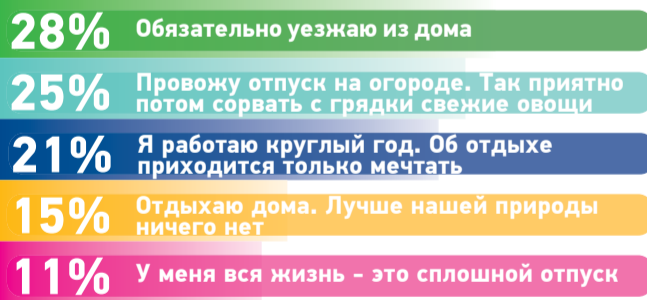 28% Обязательно уезжаю из дома
25% Провожу отпуск на огороде. Так приятно
потом сорвать с грядки свежие овощи
21% Я работаю круглый год. Об отдыхе
приходится только мечтать
15% Отдыхаю дома. Лучше нашей природы
ничего нет
11% У меня вся жизнь - это сплошной отпуск